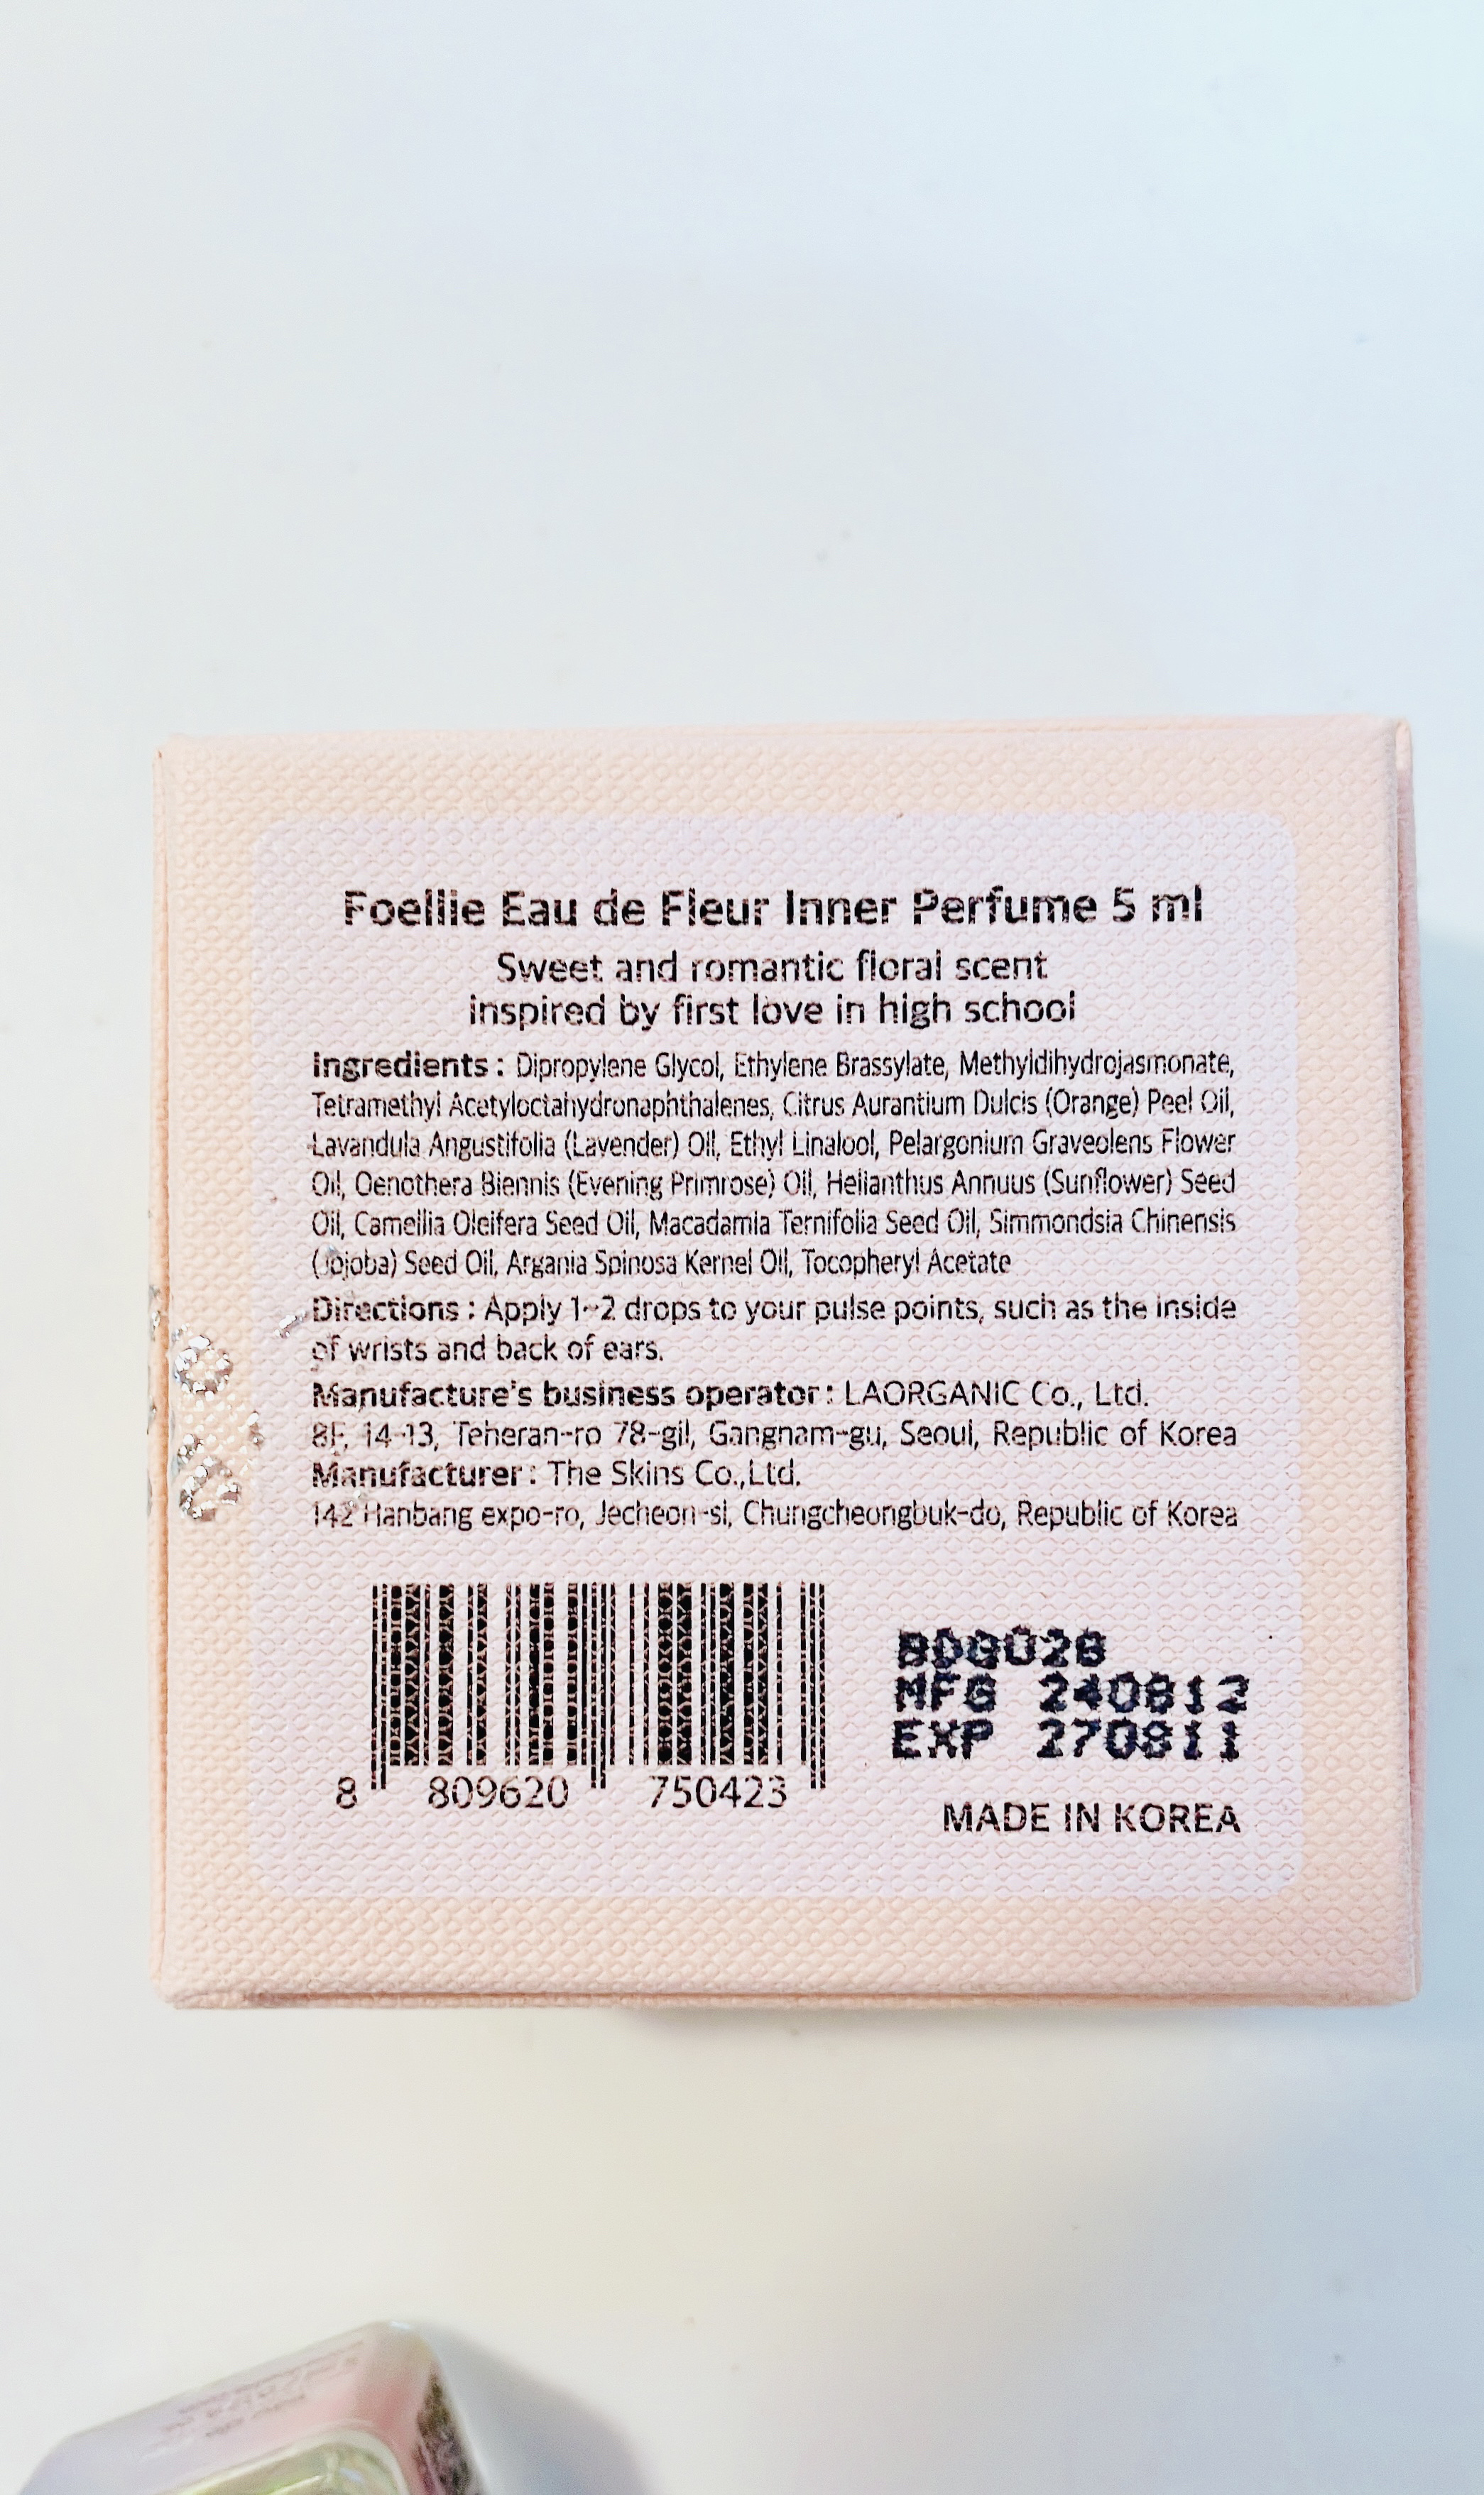 Foellie Eau de Fleur Inner Perfume 5 ml
Sweet and romantic floral scent
inspired by first love in high school
Ingredients : Dipropylene Glycol, Ethylene Brassylate, Methyldihydrojasmonate,
Tetramethyl Acetyloctahydronaphthalenes, Citrus Aurantium Dulcis (Orange) Peel Oil,
Lavandula Angustifolia (Lavender) Oil, Ethyl Linalool, Pelargonium Graveolens Flower
Oil, Oenothera Biennis (Evening Primrose) Oil, Helianthus Annuus (Sunflower) Seed
Oil, Camellia Oleifera Seed Oil, Macadamia Ternifolia Seed Oil, Simmondsia Chinensis
(Jojoba) Seed Oil, Argania Spinosa Kernel Oil, Tocopheryl Acetate
Directions : Apply 1~2 drops to your pulse points, such as the inside
of wrists and back of ears.
Manufacture's business operator : LAORGANIC Co., Ltd.
8F, 14-13, Teheran-ro 78-gil, Gangnam-gu, Seoul, Republic of Korea
Manufacturer : The Skins Co.,Ltd.
142 Hanbang expo-ro, Jecheon-si, Chungcheongbuk-do, Republic of Korea
MFG 240812
EXP 270811
8 809620 750423
MADE IN KOREA